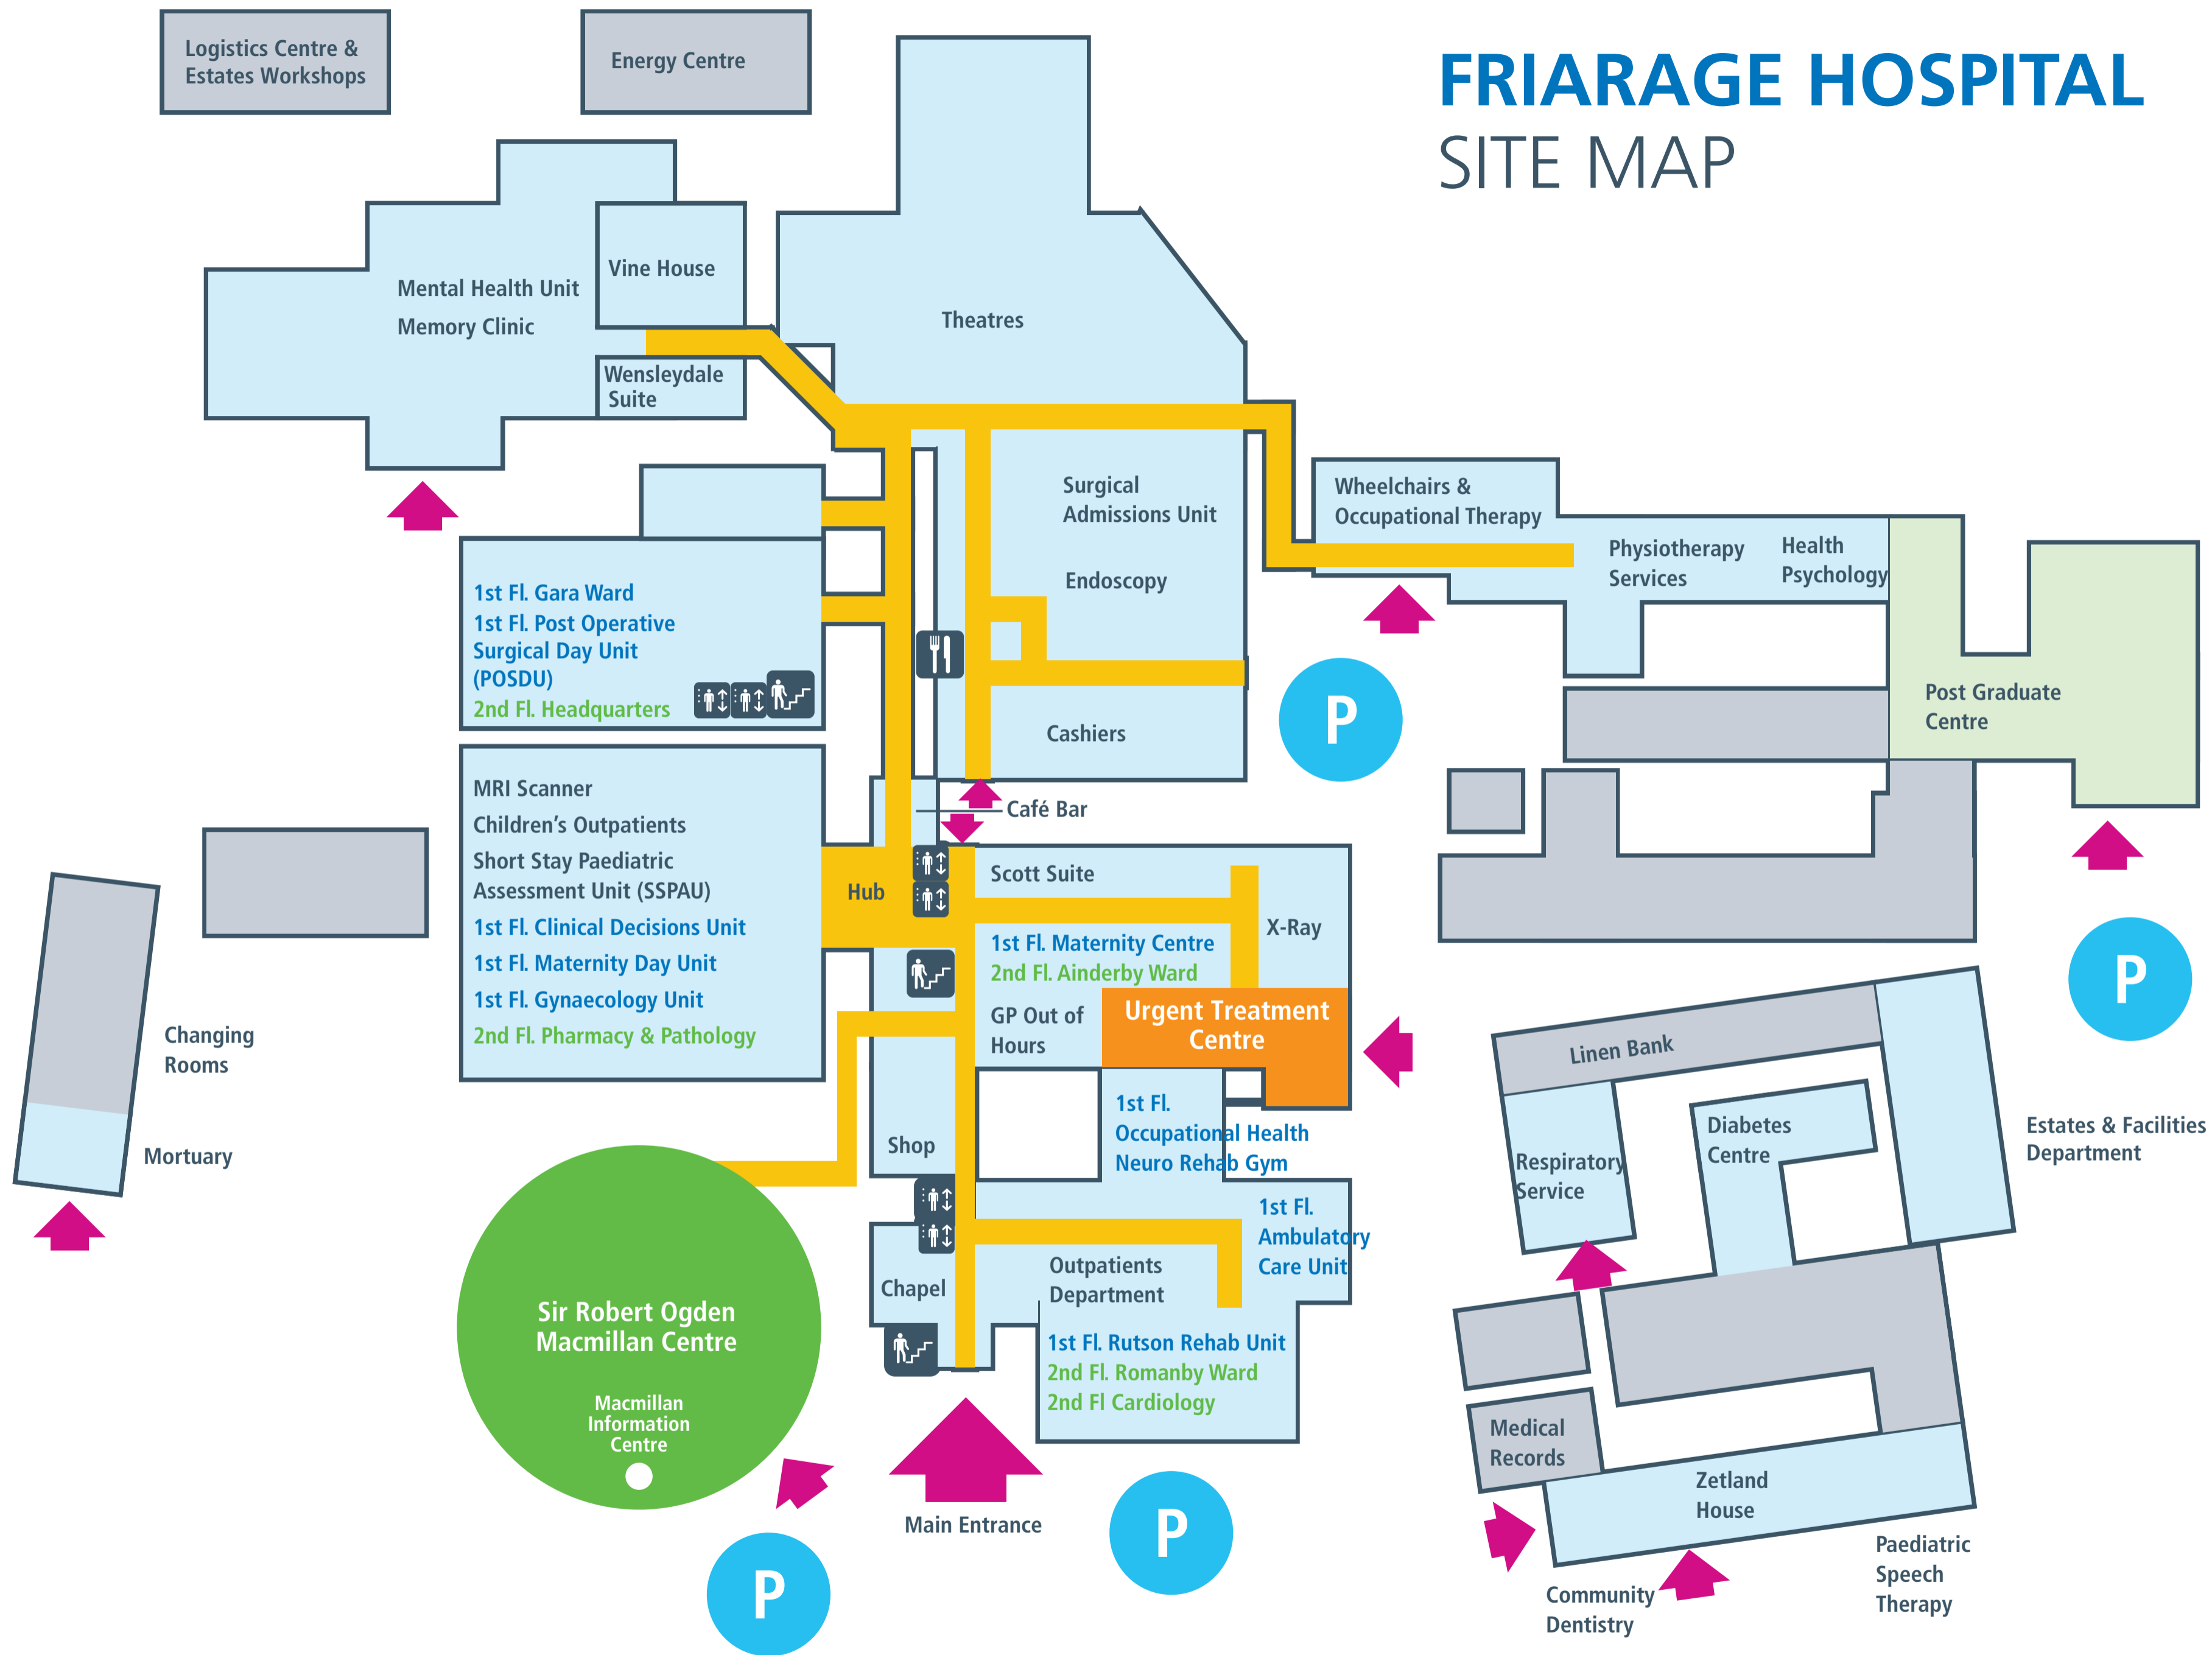 FRIARAGE HOSPITAL
SITE MAP
Logistics Centre &
Estates Workshops
Energy Centre
Vine House
Mental Health Unit
Memory Clinic
Wensleydale
Suite
Theatres
Surgical
Admissions Unit
Endoscopy
Cashiers
Wheelchairs &
Occupational Therapy
Physiotherapy
Services
Health
Psychology
Post Graduate
Centre
P
1st Fl. Gara Ward
1st Fl. Post Operative
Surgical Day Unit
(POSDU)
2nd Fl. Headquarters
MRI Scanner
Children’s Outpatients
Short Stay Paediatric
Assessment Unit (SSPAU)
1st Fl. Clinical Decisions Unit
1st Fl. Maternity Day Unit
1st Fl. Gynaecology Unit
2nd Fl. Pharmacy & Pathology
Café Bar
Hub
Scott Suite
X-Ray
1st Fl. Maternity Centre
2nd Fl. Ainderby Ward
GP Out of
Hours
Urgent Treatment
Centre
P
Changing
Rooms
Mortuary
Shop
1st Fl.
Occupational Health
Neuro Rehab Gym
1st Fl.
Ambulatory
Care Unit
Chapel
Outpatients
Department
1st Fl. Rutson Rehab Unit
2nd Fl. Romanby Ward
2nd Fl Cardiology
Sir Robert Ogden
Macmillan Centre
Macmillan
Information
Centre
Main Entrance
P
P
Linen Bank
Diabetes
Centre
Respiratory
Service
Estates & Facilities
Department
Medical
Records
Zetland
House
Community
Dentistry
Paediatric
Speech
Therapy